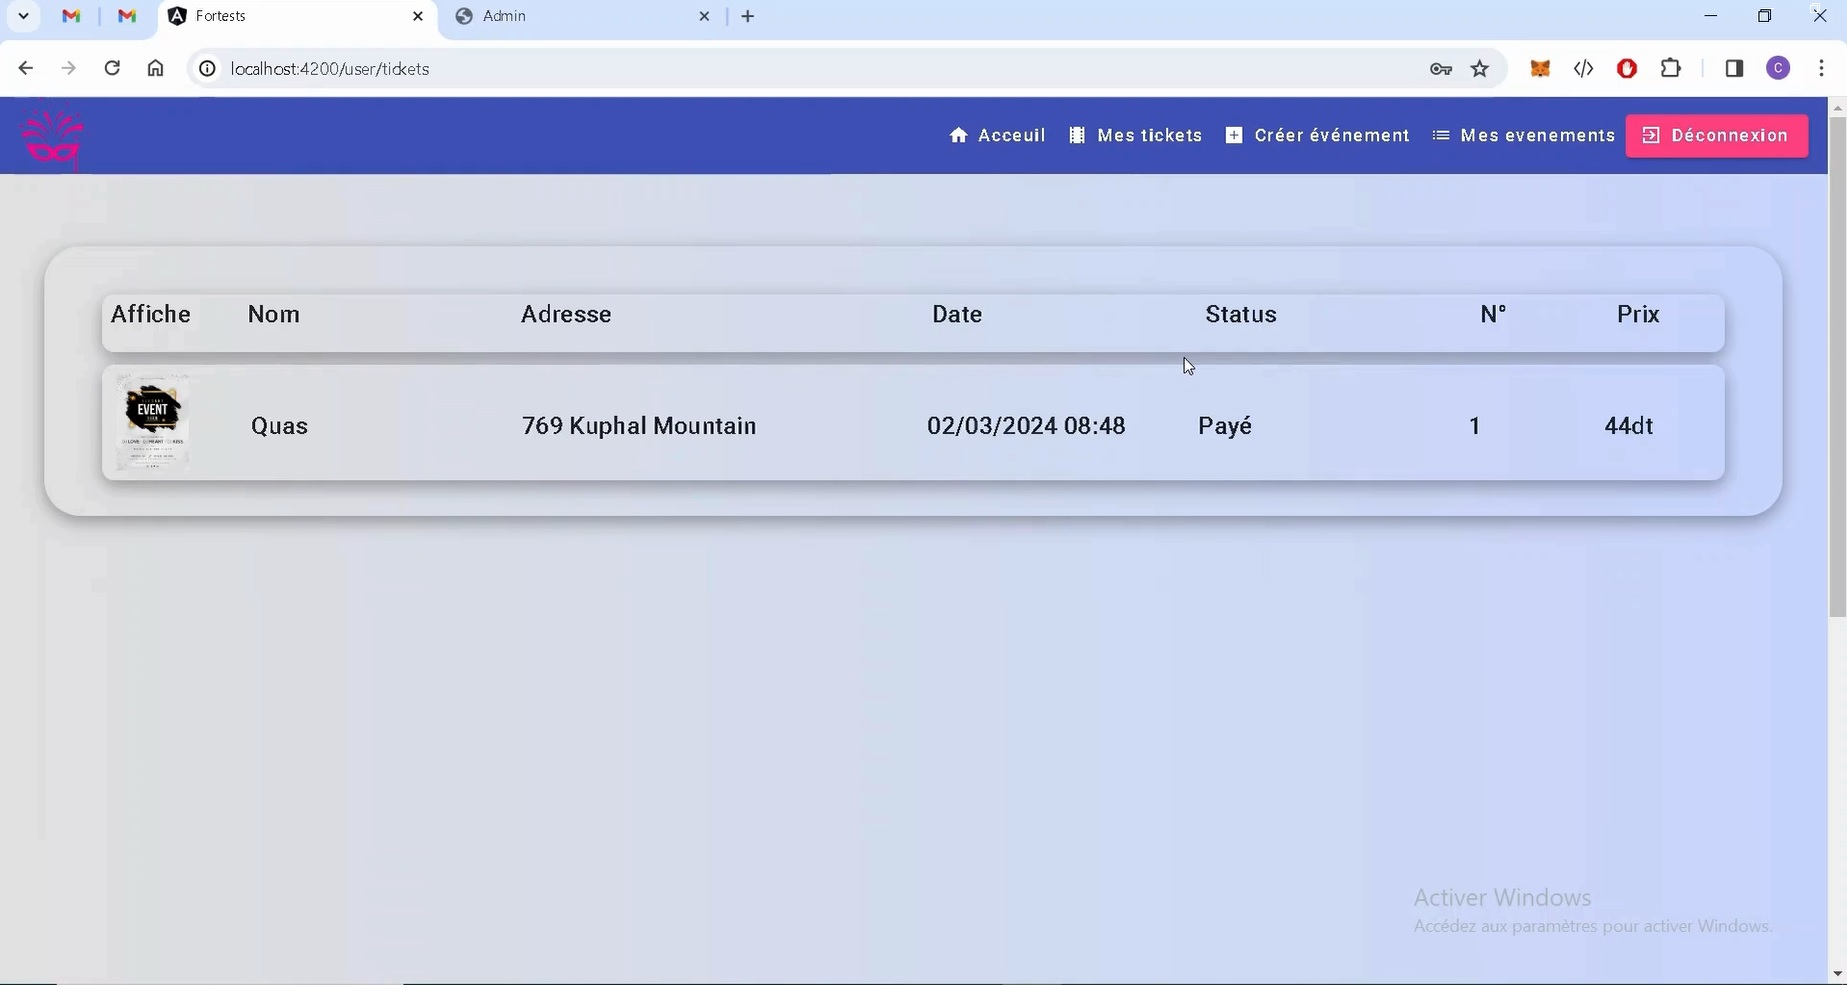 Fortests
Admin
localhost:4200/user/tickets
C
Acceuil
Mes tickets
Créer événement
Mes evenements
Déconnexion
Affiche Nom Adresse Date Status N° Prix
EVENT
Quas 769 Kuphal Mountain 02/03/2024 08:48 Payé 1 44dt
Activer Windows
Accédez aux paramètres pour activer Windows.